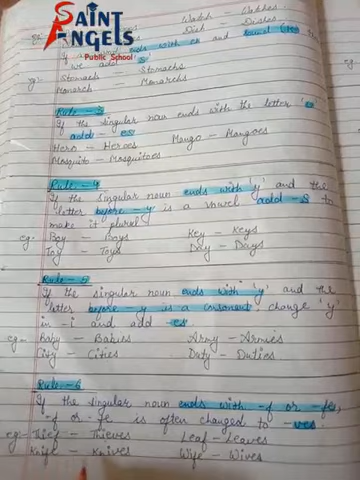 SAINT ANGELS
Public School
eg:- Watch - Watches
Dish - Dishes
ends with ch and sound (K)
we add 's'
eg:- Stomach - Stomachs
Monarch - Monarchs
Rule - 3
If the singular noun ends with the letter 'o'
add - es
Hero - Heroes Mango - Mangoes
Mosquito - Mosquitoes
Rule - 4
If the singular noun ends with 'y' and the
letter before - y is a vowel add - s to
make it plural
eg:- Boy - Boys Key - Keys
Toy - Toys Day - Days
Rule - 5
If the singular noun ends with 'y' and the
letter before - y is a consonent, change 'y'
in - i and add -es.
eg:- Baby - Babies Army - Armies
City - Cities Duty - Duties
Rule - 6
If the singular noun ends with -f or -fe,
-f or -fe is often changed to -ves.
eg:- Thief - Thieves Leaf - Leaves
Knife - Knives Wife - Wives